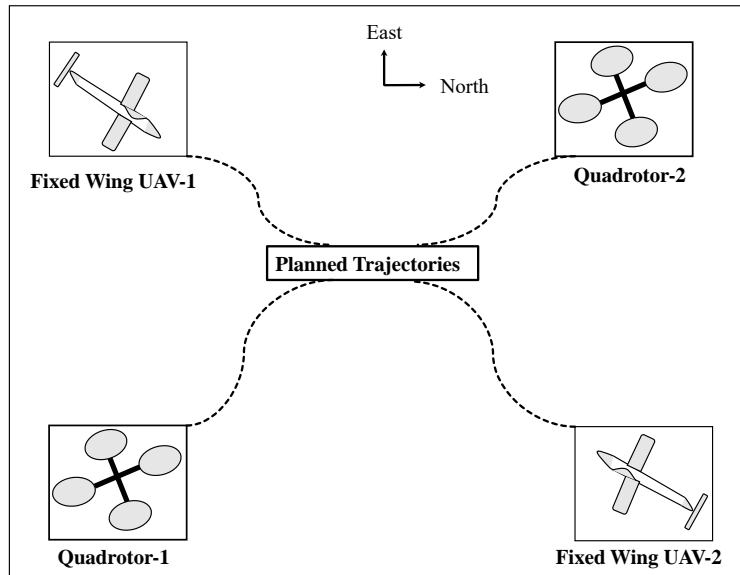 East
North
Fixed Wing UAV-1
Quadrotor-2
Planned Trajectories
Quadrotor-1
Fixed Wing UAV-2